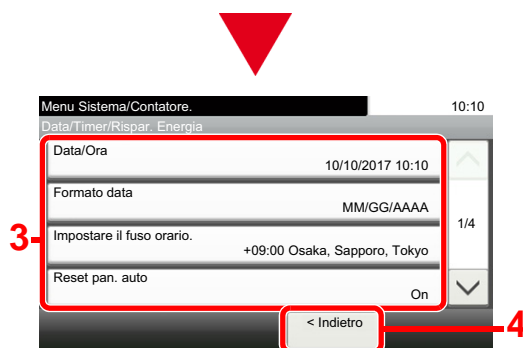 Menu Sistema/Contatore.
10:10
Data/Timer/Rispar. Energia
Data/Ora
10/10/2017 10:10
Formato data
MM/GG/AAAA
1/4
3
Impostare il fuso orario.
+09:00 Osaka, Sapporo, Tokyo
Reset pan. auto
On
< Indietro
4